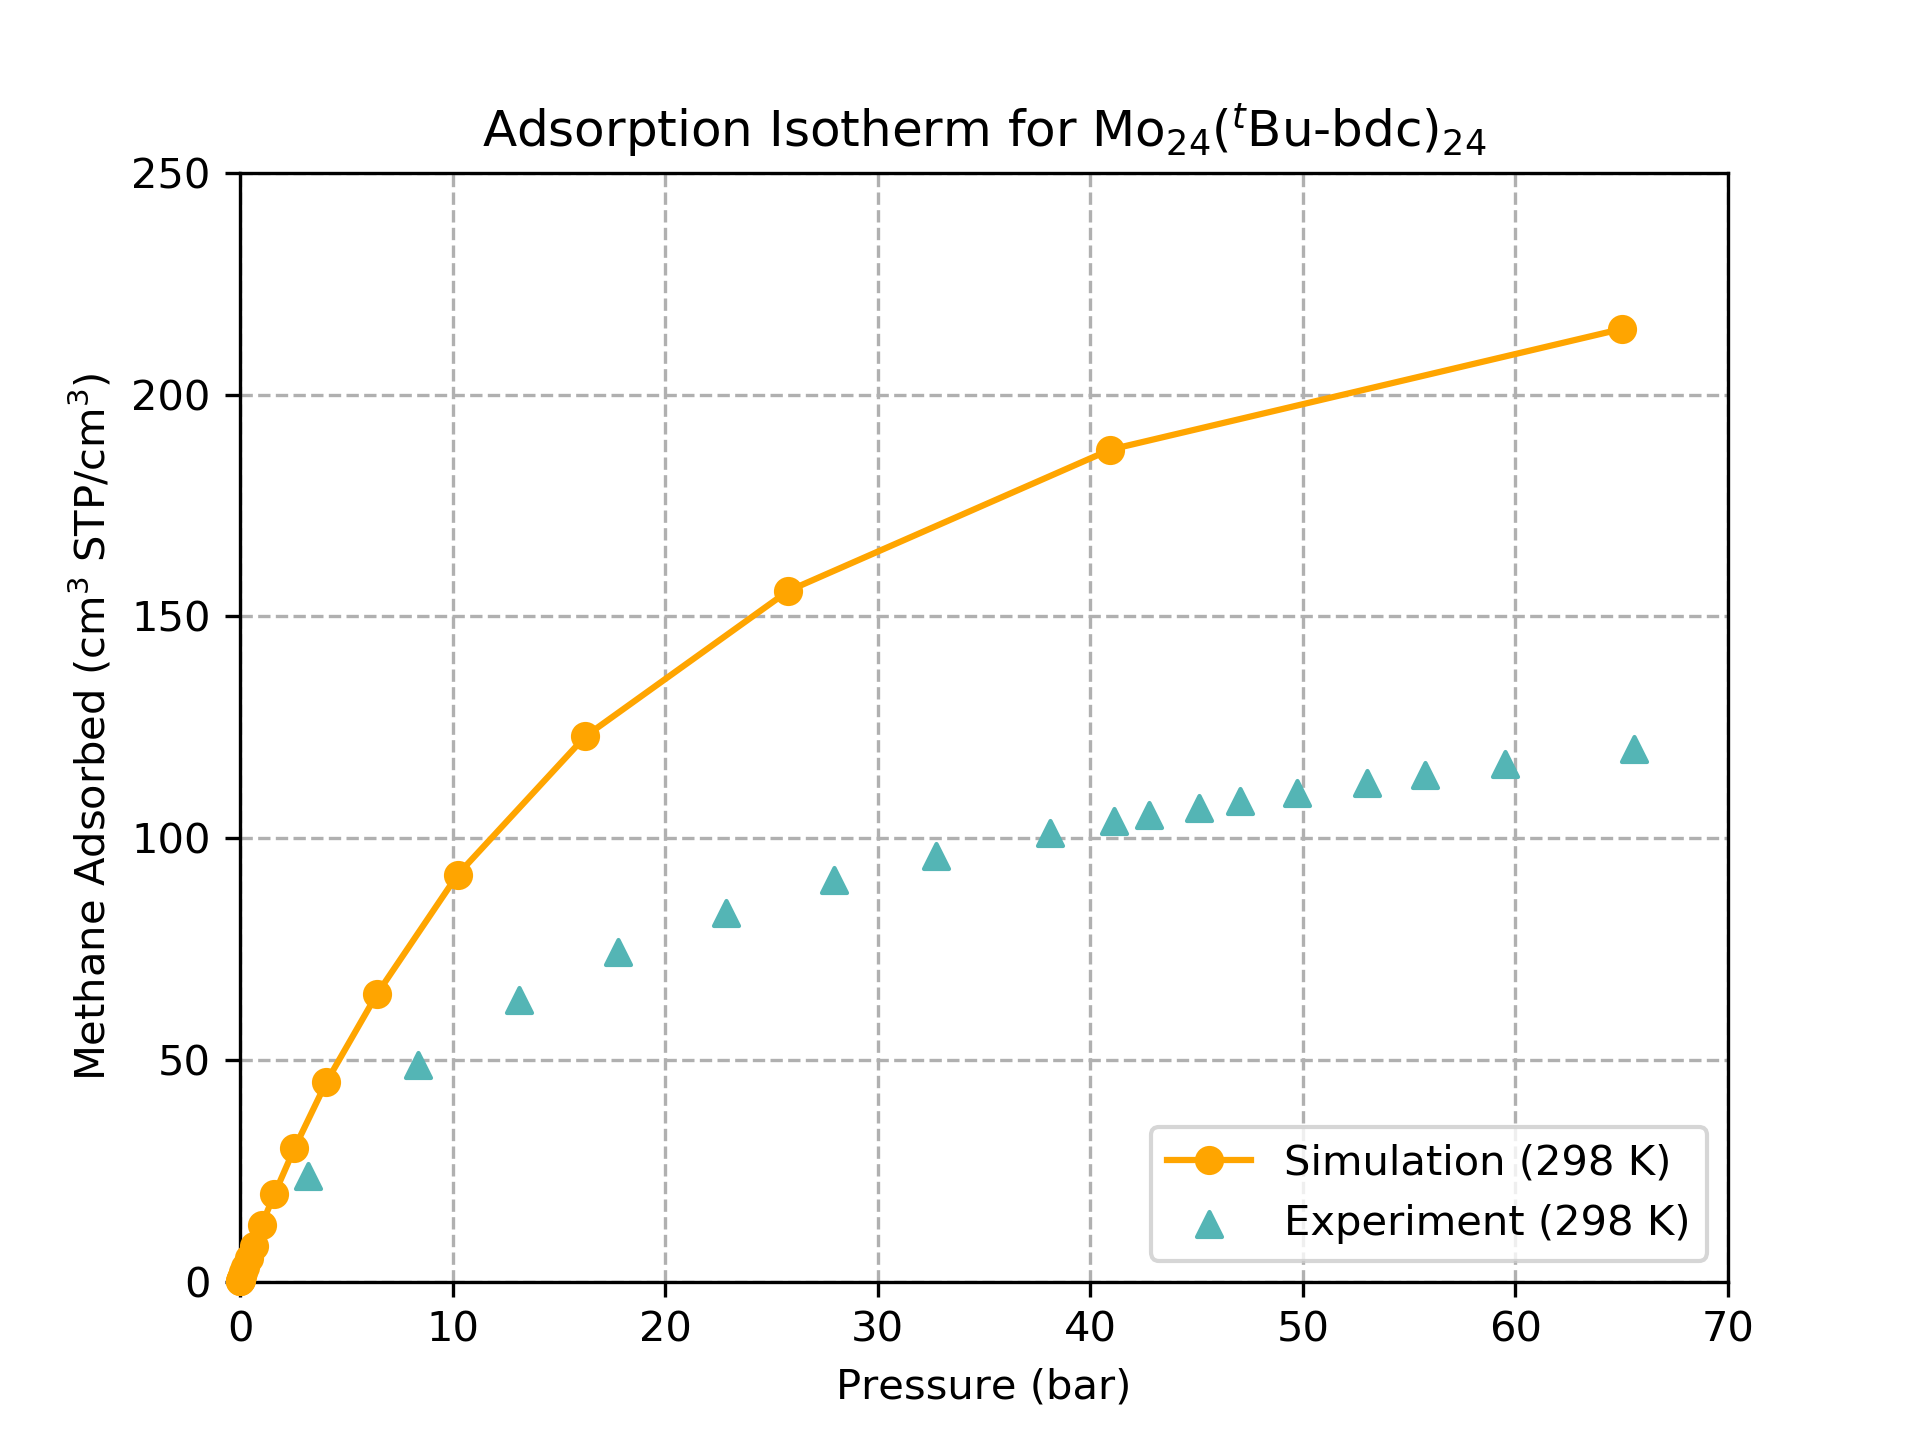 Adsorption Isotherm for Mo₂₄(ᵗBu-bdc)₂₄
Methane Adsorbed (cm³ STP/cm³)
250
200
150
100
50
0
0 10 20 30 40 50 60 70
Pressure (bar)
Simulation (298 K)
Experiment (298 K)